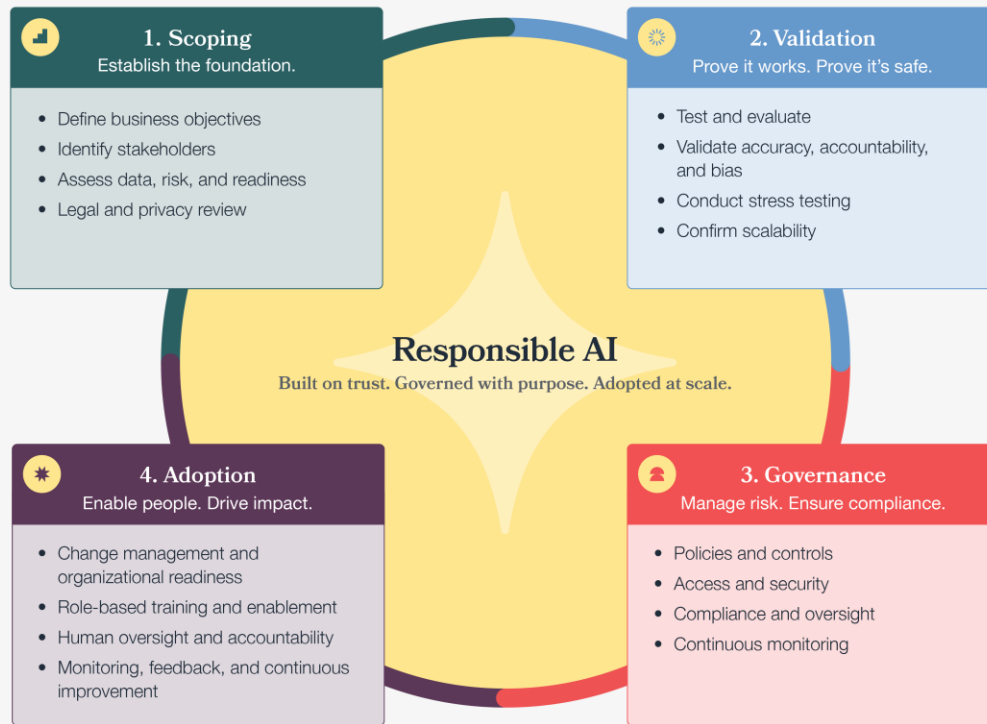 1. Scoping
Establish the foundation.
• Define business objectives
• Identify stakeholders
• Assess data, risk, and readiness
• Legal and privacy review
2. Validation
Prove it works. Prove it’s safe.
• Test and evaluate
• Validate accuracy, accountability,
and bias
• Conduct stress testing
• Confirm scalability
Responsible AI
Built on trust. Governed with purpose. Adopted at scale.
4. Adoption
Enable people. Drive impact.
• Change management and
organizational readiness
• Role-based training and enablement
• Human oversight and accountability
• Monitoring, feedback, and continuous
improvement
3. Governance
Manage risk. Ensure compliance.
• Policies and controls
• Access and security
• Compliance and oversight
• Continuous monitoring